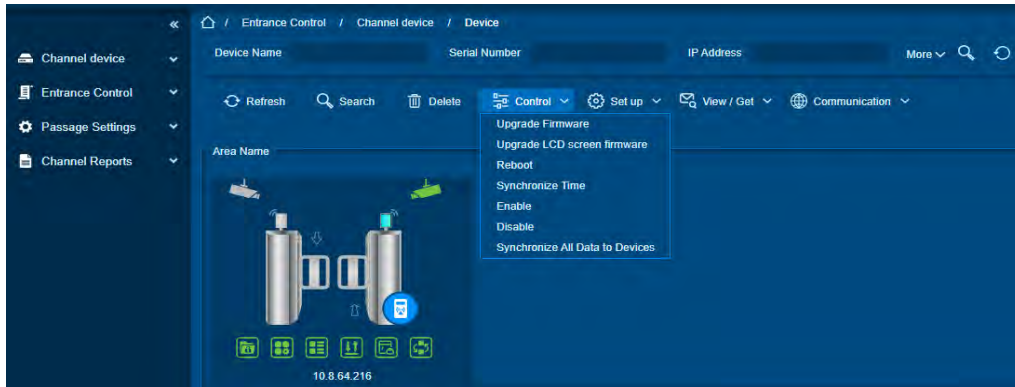 « / Entrance Control / Channel device / Device
Device Name Serial Number IP Address More
Channel device
Entrance Control
Passage Settings
Channel Reports
Refresh Search Delete Control Set up View / Get Communication
Upgrade Firmware
Upgrade LCD screen firmware
Reboot
Synchronize Time
Enable
Disable
Synchronize All Data to Devices
Area Name
10.8.64.216